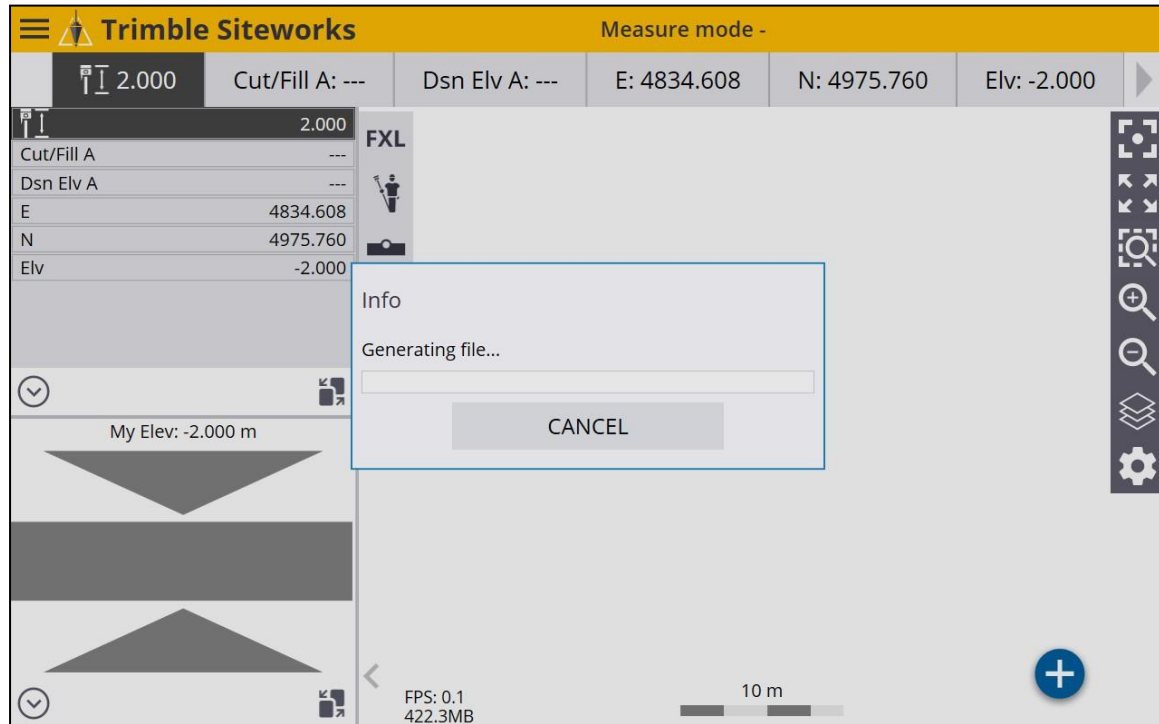 Trimble Siteworks
Measure mode -
2.000
Cut/Fill A: ---
Dsn Elv A: ---
E: 4834.608
N: 4975.760
Elv: -2.000
2.000
Cut/Fill A ---
Dsn Elv A ---
E 4834.608
N 4975.760
Elv -2.000
FXL
Info
Generating file...
CANCEL
My Elev: -2.000 m
FPS: 0.1
422.3MB
10 m